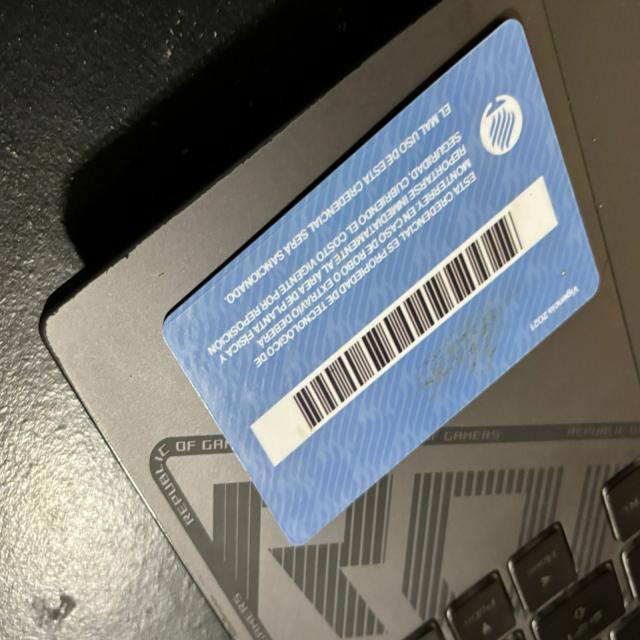 ESTA CREDENCIAL ES PROPIEDAD DE TECNOLÓGICO DE
MONTERREY EN CASO DE ROBO O EXTRAVÍO DEBERÁ
REPORTARSE INMEDIATAMENTE AL ÁREA DE PLANTA FÍSICA,
SEGURIDAD, CUBRIENDO EL COSTO VIGENTE POR REPOSICIÓN
EL MAL USO DE ESTA CREDENCIAL SERÁ SANCIONADO
Vigencia 2021
REPUBLIC OF GA
GAMERS
REPUBLIC O
GAMERS